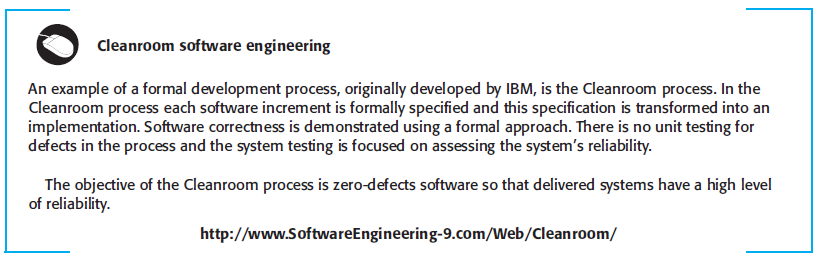 Cleanroom software engineering
An example of a formal development process, originally developed by IBM, is the Cleanroom process. In the
Cleanroom process each software increment is formally specified and this specification is transformed into an
implementation. Software correctness is demonstrated using a formal approach. There is no unit testing for
defects in the process and the system testing is focused on assessing the system’s reliability.
The objective of the Cleanroom process is zero-defects software so that delivered systems have a high level
of reliability.
http://www.SoftwareEngineering-9.com/Web/Cleanroom/